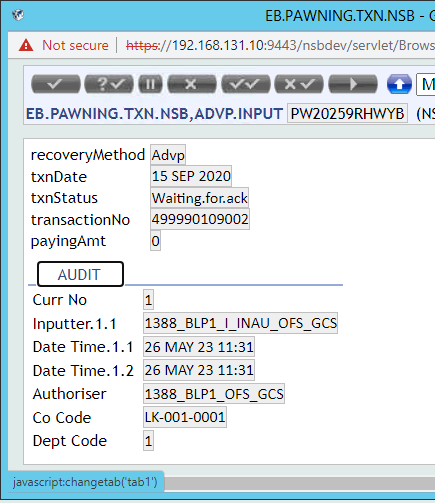 EB.PAWNING.TXN.NSB
Not secure https://192.168.131.10:9443/nsbdev/servlet/Brows
M
EB.PAWNING.TXN.NSB,ADVP.INPUT PW20259RHWYB (NS
recoveryMethod Advp
txnDate 15 SEP 2020
txnStatus Waiting.for.ack
transactionNo 499990109002
payingAmt 0
AUDIT
Curr No 1
Inputter.1.1 1388_BLP1_I_INAU_OFS_GCS
Date Time.1.1 26 MAY 23 11:31
Date Time.1.2 26 MAY 23 11:31
Authoriser 1388_BLP1_OFS_GCS
Co Code LK-001-0001
Dept Code 1
javascript:changetab('tab1')